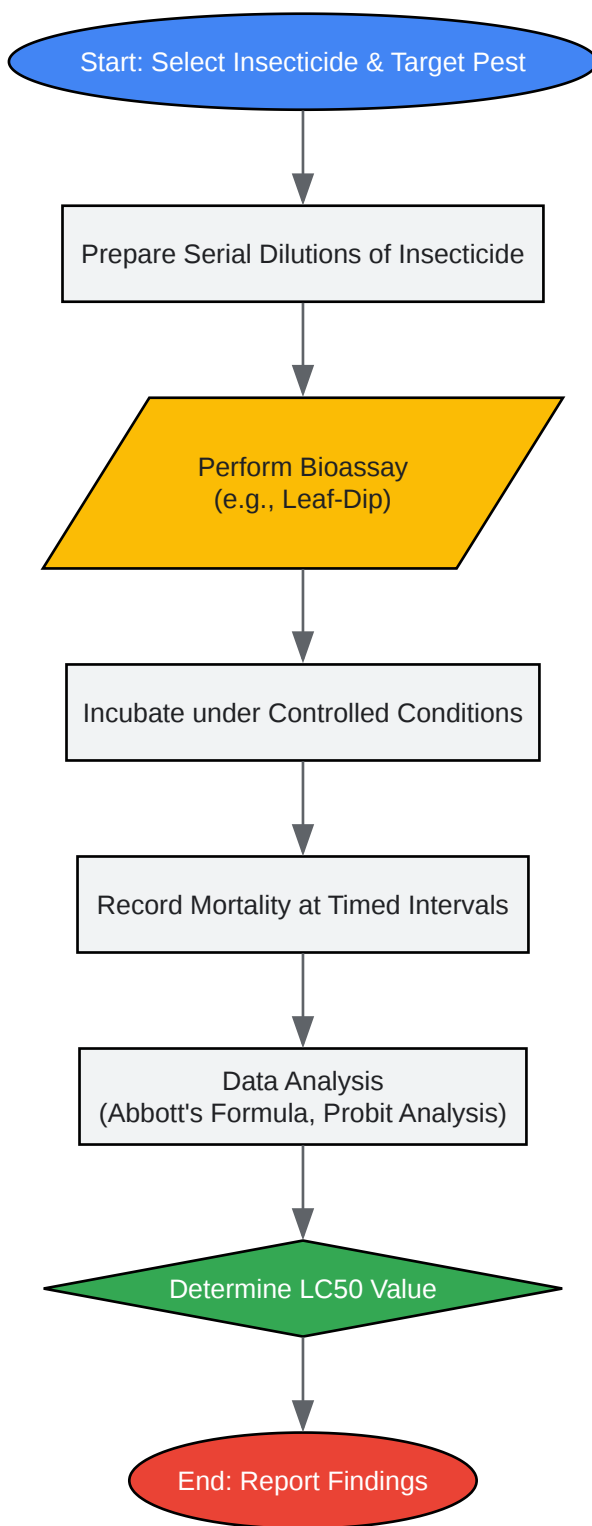 Start: Select Insecticide & Target Pest
Prepare Serial Dilutions of Insecticide
Perform Bioassay
(e.g., Leaf-Dip)
Incubate under Controlled Conditions
Record Mortality at Timed Intervals
Data Analysis
(Abbott's Formula, Probit Analysis)
Determine LC50 Value
End: Report Findings